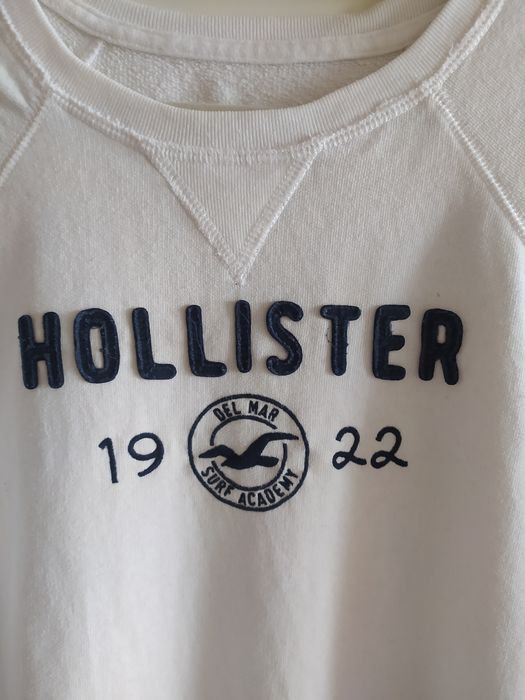 HOLLISTER
19 22
DEL MAR
SURF ACADEMY